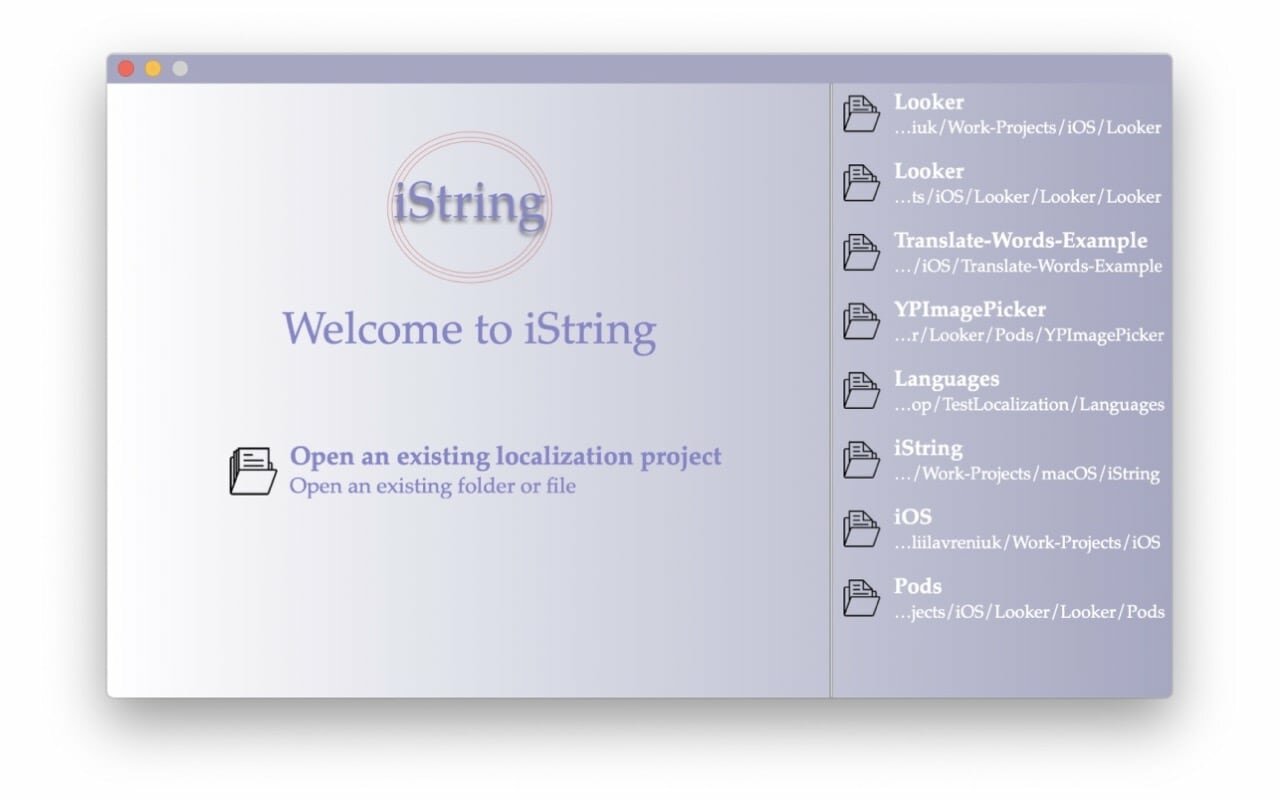 iString
Welcome to iString
Open an existing localization project
Open an existing folder or file
Looker
...iuk/Work-Projects/iOS/Looker
Looker
...ts/iOS/Looker/Looker/Looker
Translate-Words-Example
.../iOS/Translate-Words-Example
YPImagePicker
...r/Looker/Pods/YPImagePicker
Languages
...op/TestLocalization/Languages
iString
.../Work-Projects/macOS/iString
iOS
...liilavreniuk/Work-Projects/iOS
Pods
...jects/iOS/Looker/Looker/Pods